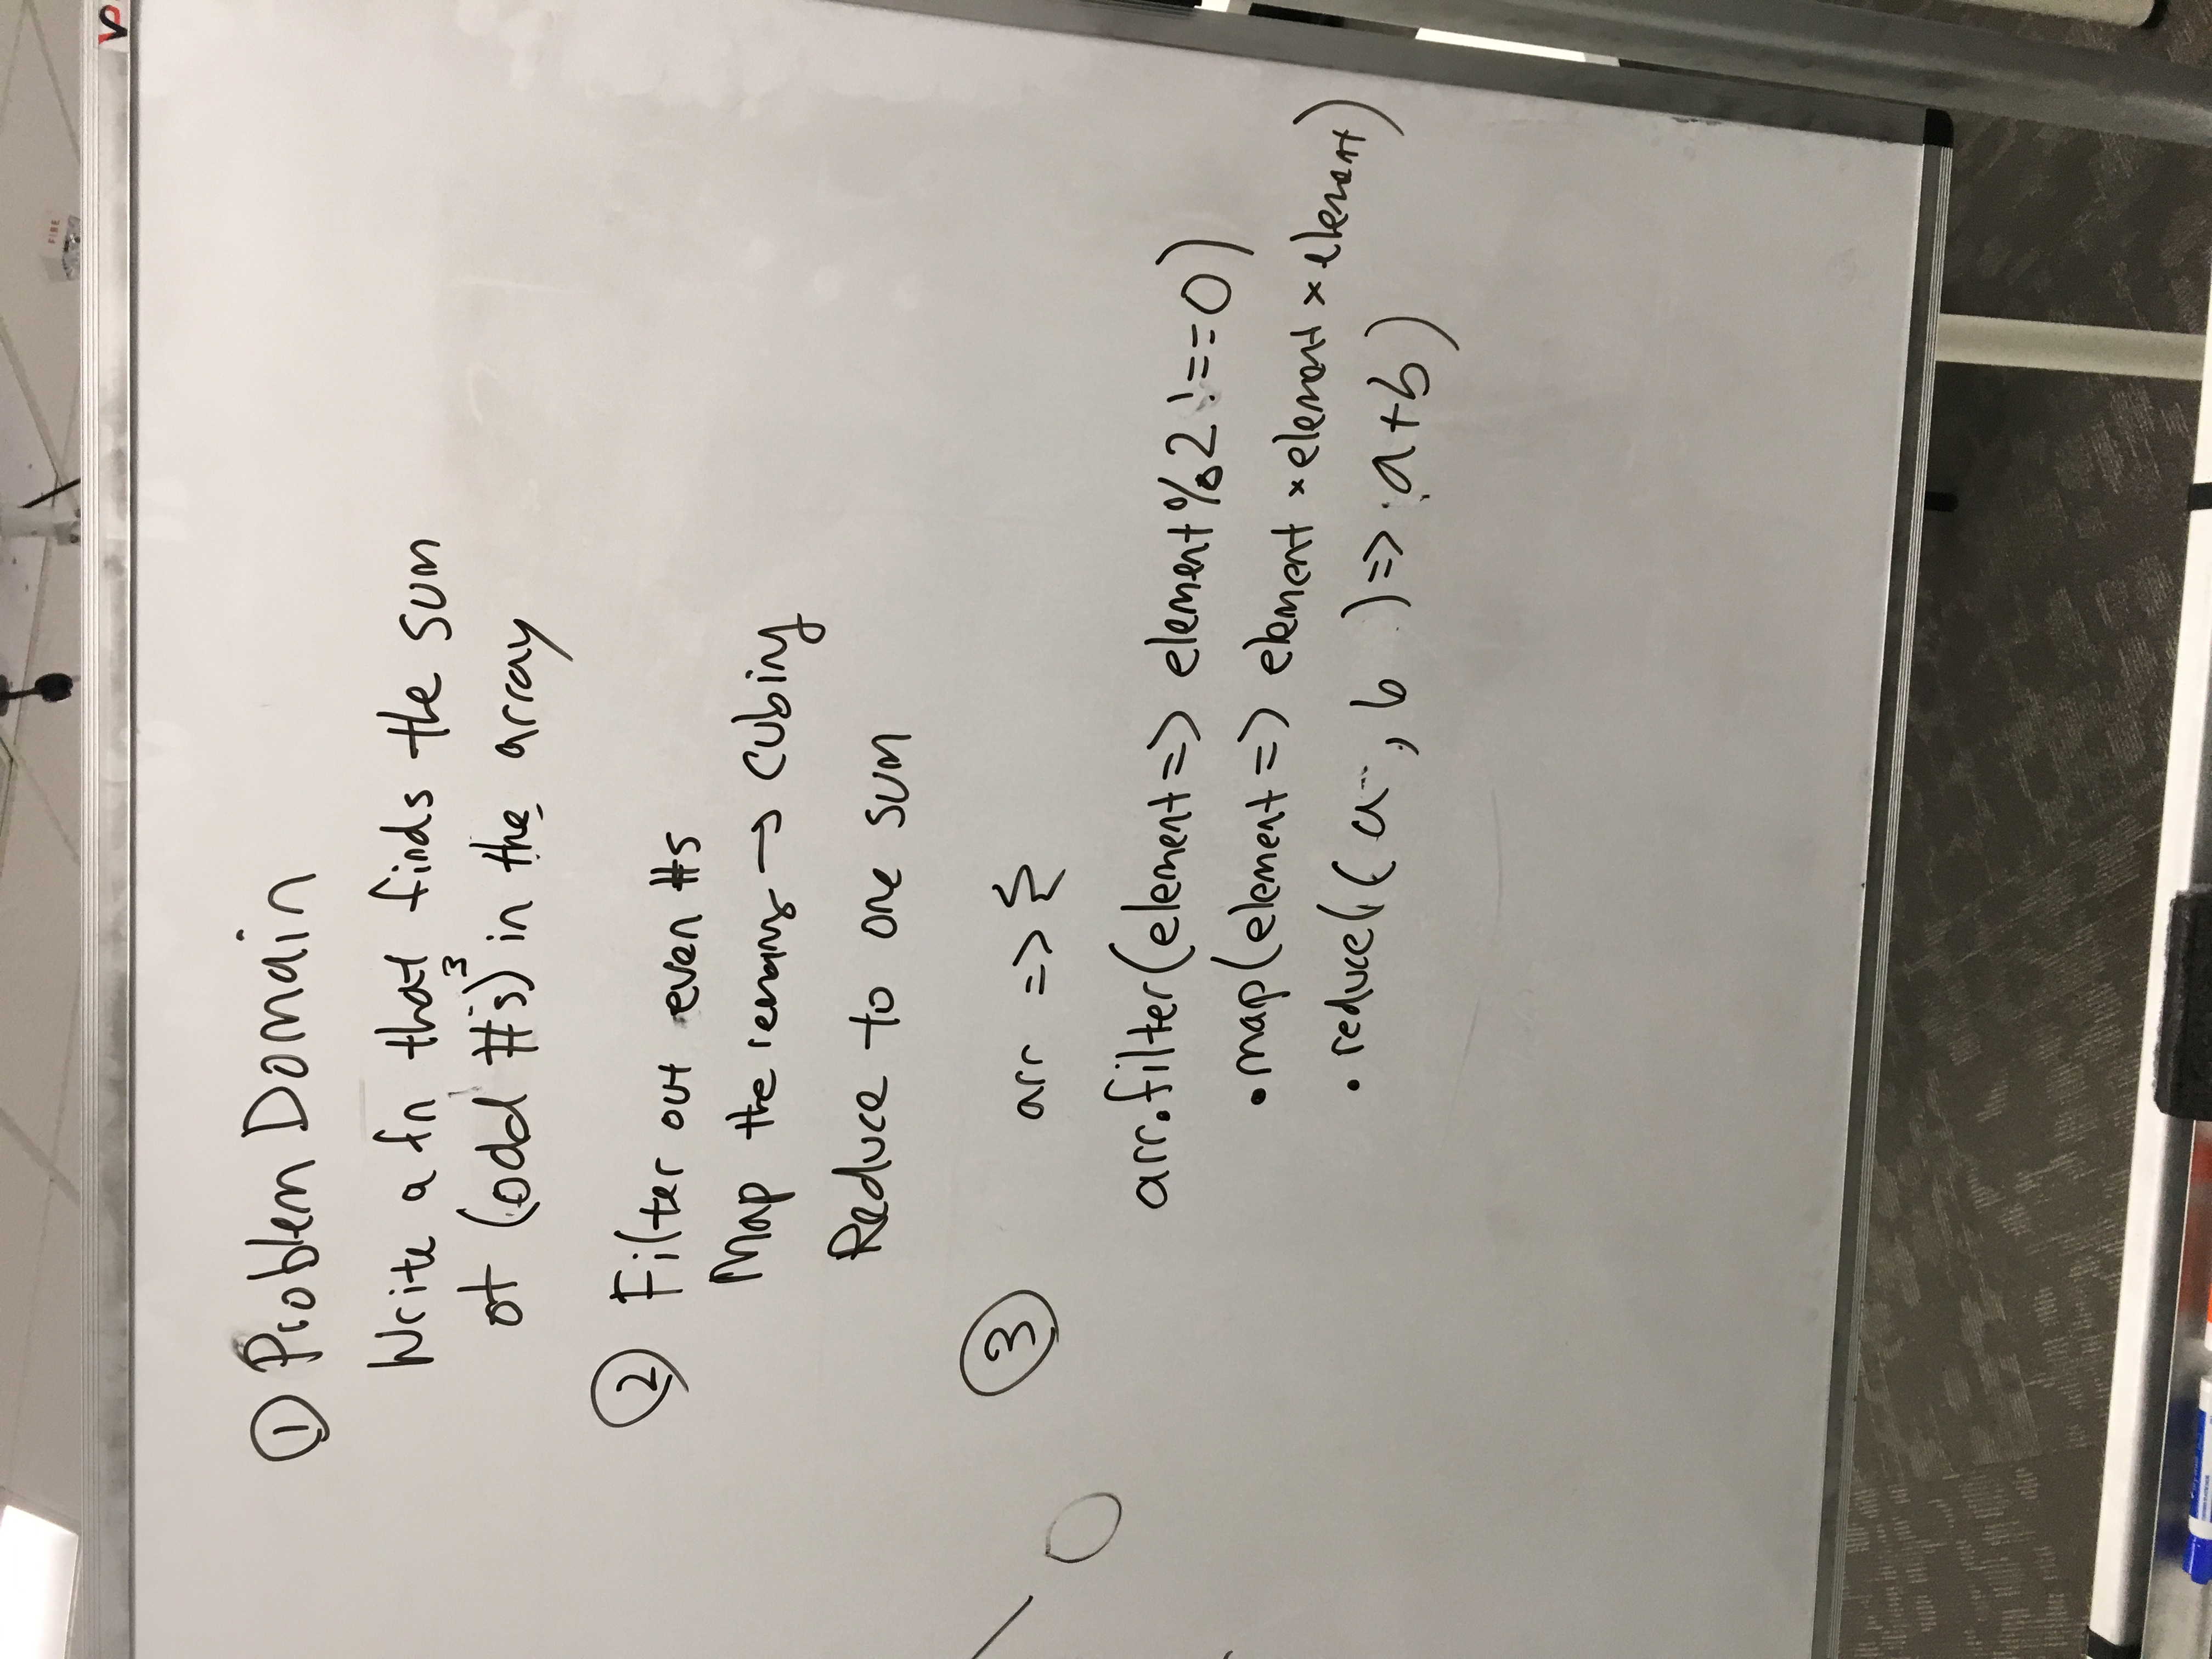 FIRE
VP
① Problem Domain
Write a fn that finds the sum
of (odd #'s)³ in the array
② Filter out even #s
Map the → cubing
Reduce to one sum
③ arr => {
arr.filter(element => element % 2 !== 0)
.map(element => element × element × element)
.reduce((a, b) => a+b)